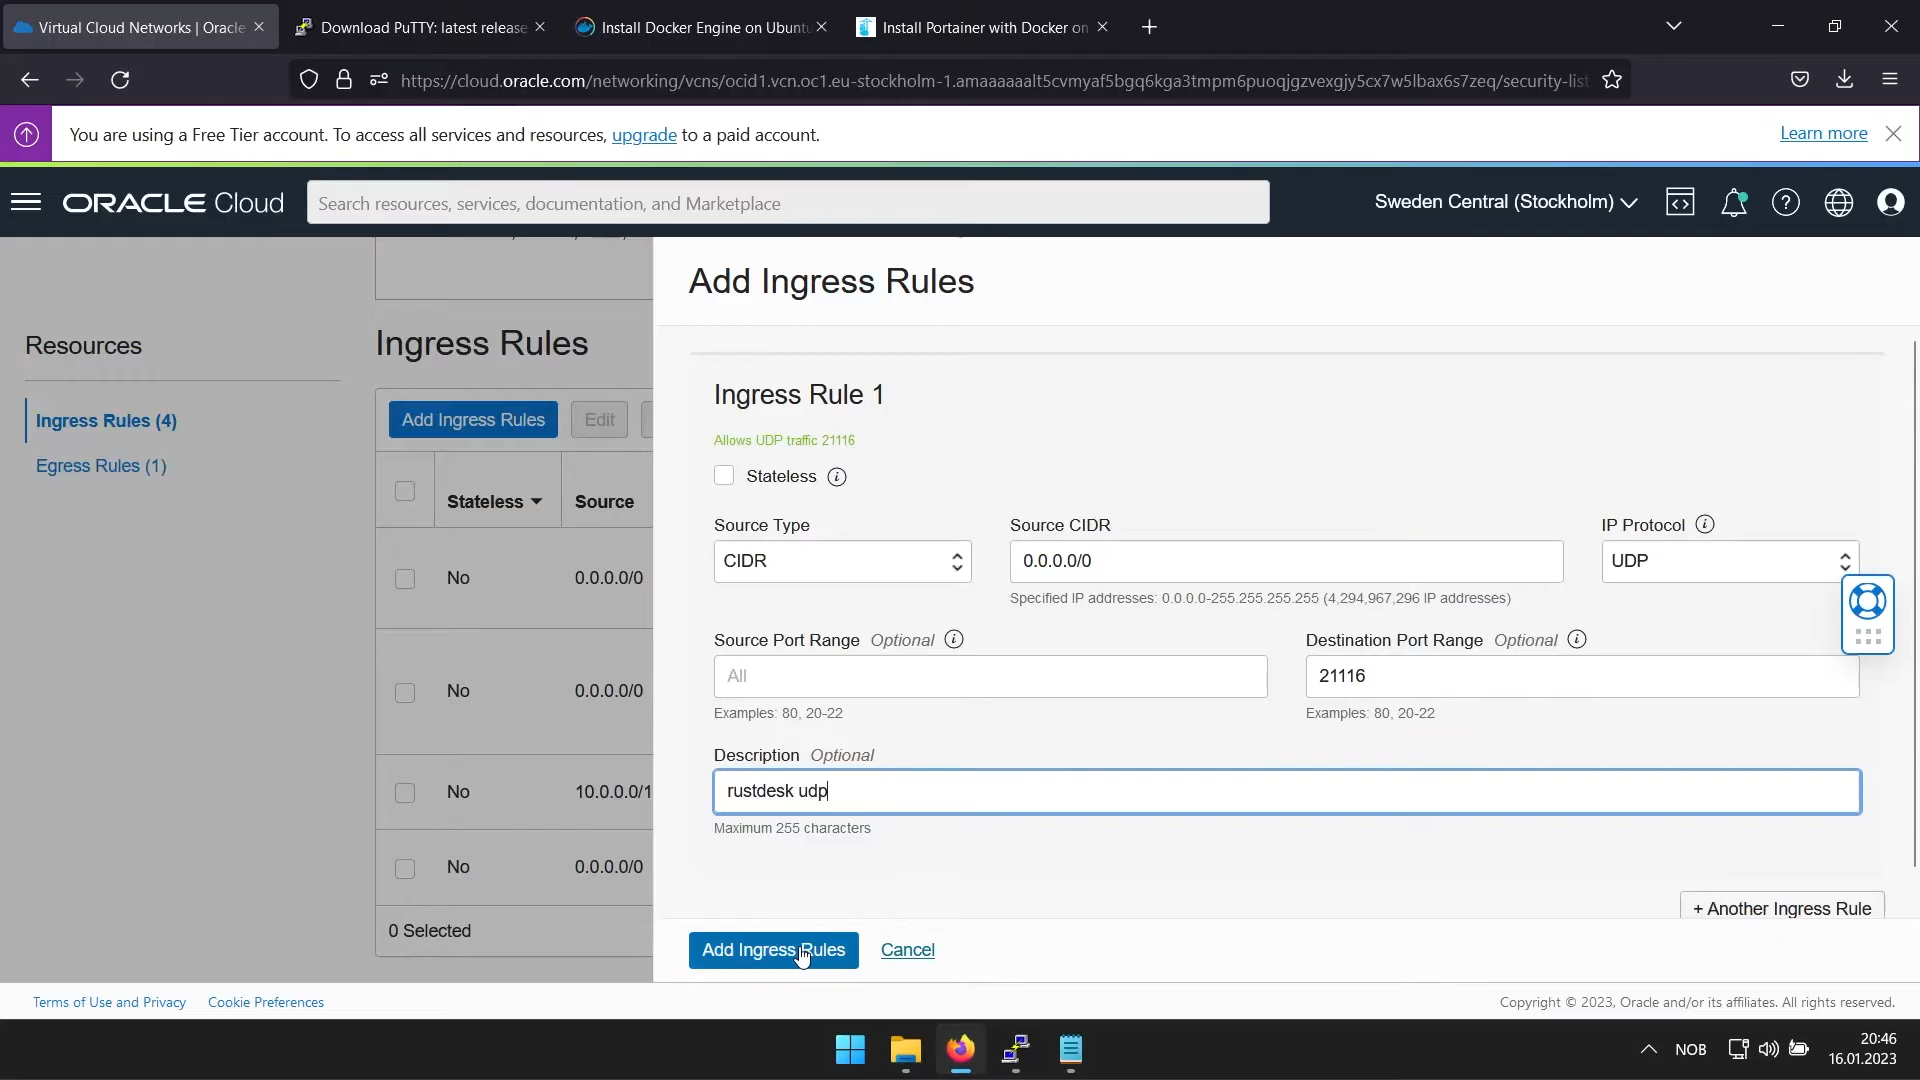 Virtual Cloud Networks | Oracle
Download PuTTY: latest release
Install Docker Engine on Ubuntu
Install Portainer with Docker on
https://cloud.oracle.com/networking/vcns/ocid1.vcn.oc1.eu-stockholm-1.amaaaaaalt5cvmyaf5bgq6kga3tmpm6puoqjgzvexgjy5cx7w5lbax6s7zeq/security-list
You are using a Free Tier account. To access all services and resources, upgrade to a paid account.
Learn more
ORACLE Cloud
Search resources, services, documentation, and Marketplace
Sweden Central (Stockholm)
Resources
Ingress Rules (4)
Egress Rules (1)
Ingress Rules
Add Ingress Rules
Edit
Stateless
Source
No
0.0.0.0/0
No
0.0.0.0/0
No
10.0.0.0/1
No
0.0.0.0/0
0 Selected
Add Ingress Rules
Ingress Rule 1
Allows UDP traffic 21116
Stateless
Source Type
Source CIDR
IP Protocol
CIDR
0.0.0.0/0
UDP
Specified IP addresses: 0.0.0.0-255.255.255.255 (4,294,967,296 IP addresses)
Source Port Range Optional
Destination Port Range Optional
All
21116
Examples: 80, 20-22
Examples: 80, 20-22
Description Optional
rustdesk udp
Maximum 255 characters
+ Another Ingress Rule
Add Ingress Rules
Cancel
Terms of Use and Privacy
Cookie Preferences
Copyright © 2023, Oracle and/or its affiliates. All rights reserved.
NOB
20:46
16.01.2023